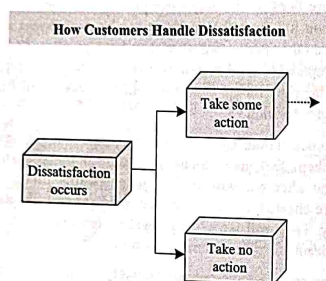 How Customers Handle Dissatisfaction
Take some
action
Dissatisfaction
occurs
Take no
action